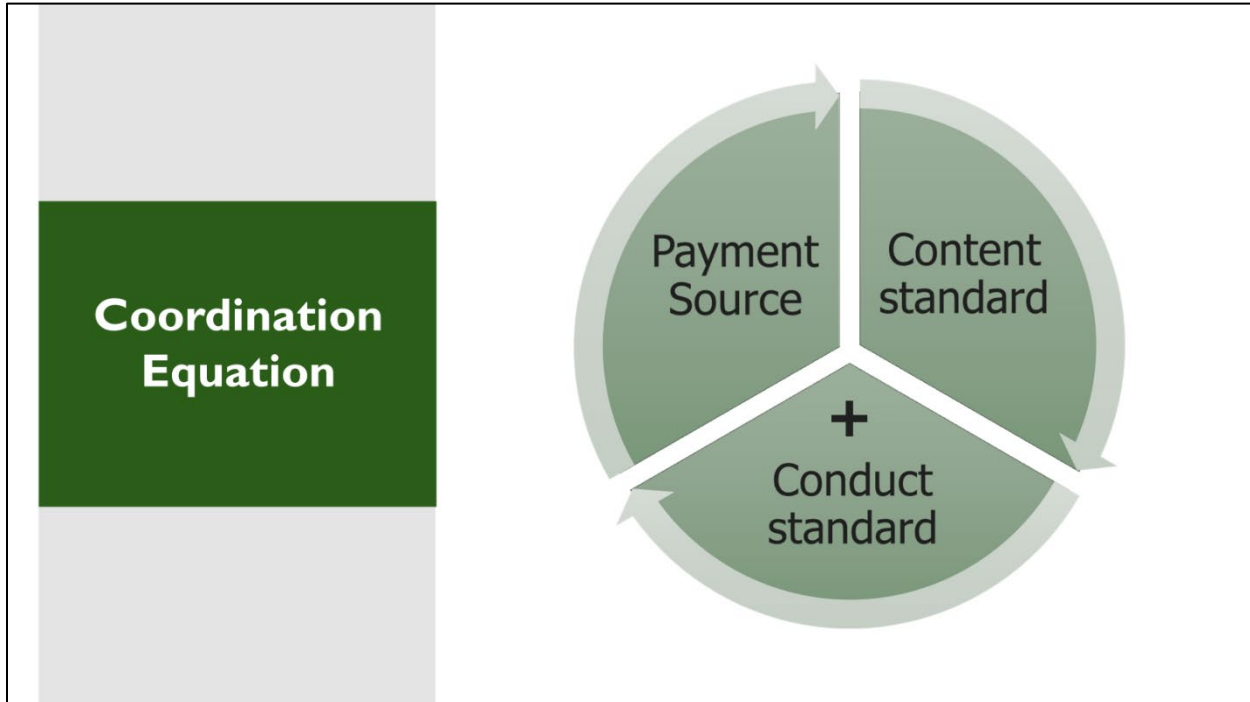 Coordination
Equation
Payment
Source
Content
standard
+
Conduct
standard